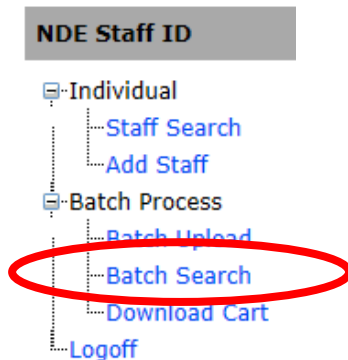 NDE Staff ID
Individual
Staff Search
Add Staff
Batch Process
Batch Upload
Batch Search
Download Cart
Logoff